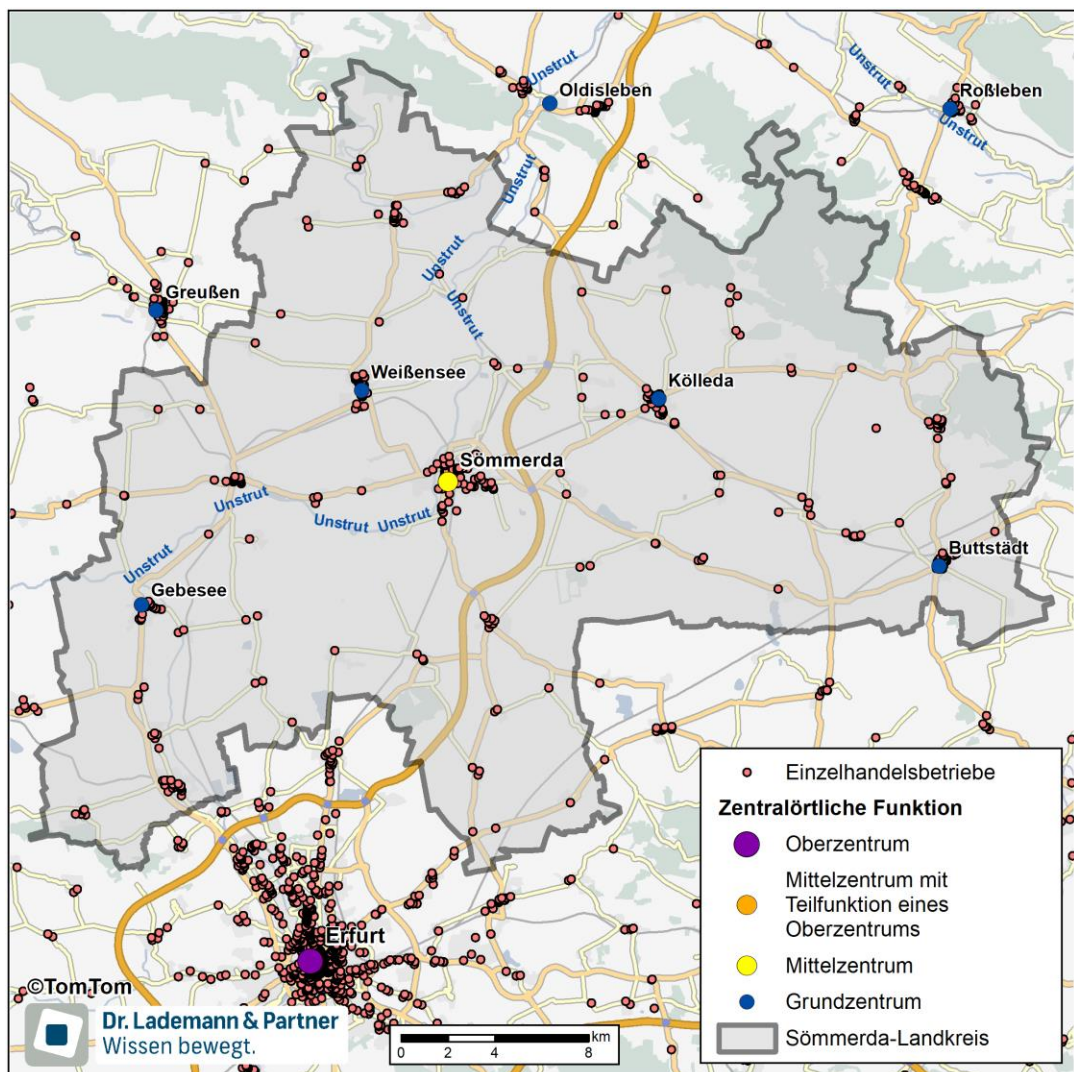 Unstrut
Oldisleben
Unstrut
Roßleben
Unstrut
Unstrut
Unstrut
Greußen
Unstrut
Weißensee
Kölleda
Sömmerda
Unstrut
Unstrut Unstrut
Unstrut
Buttstädt
Gebesee
Erfurt
©TomTom
Dr. Lademann & Partner
Wissen bewegt.
km
0 2 4 8
Einzelhandelsbetriebe
Zentralörtliche Funktion
Oberzentrum
Mittelzentrum mit
Teilfunktion eines
Oberzentrums
Mittelzentrum
Grundzentrum
Sömmerda-Landkreis